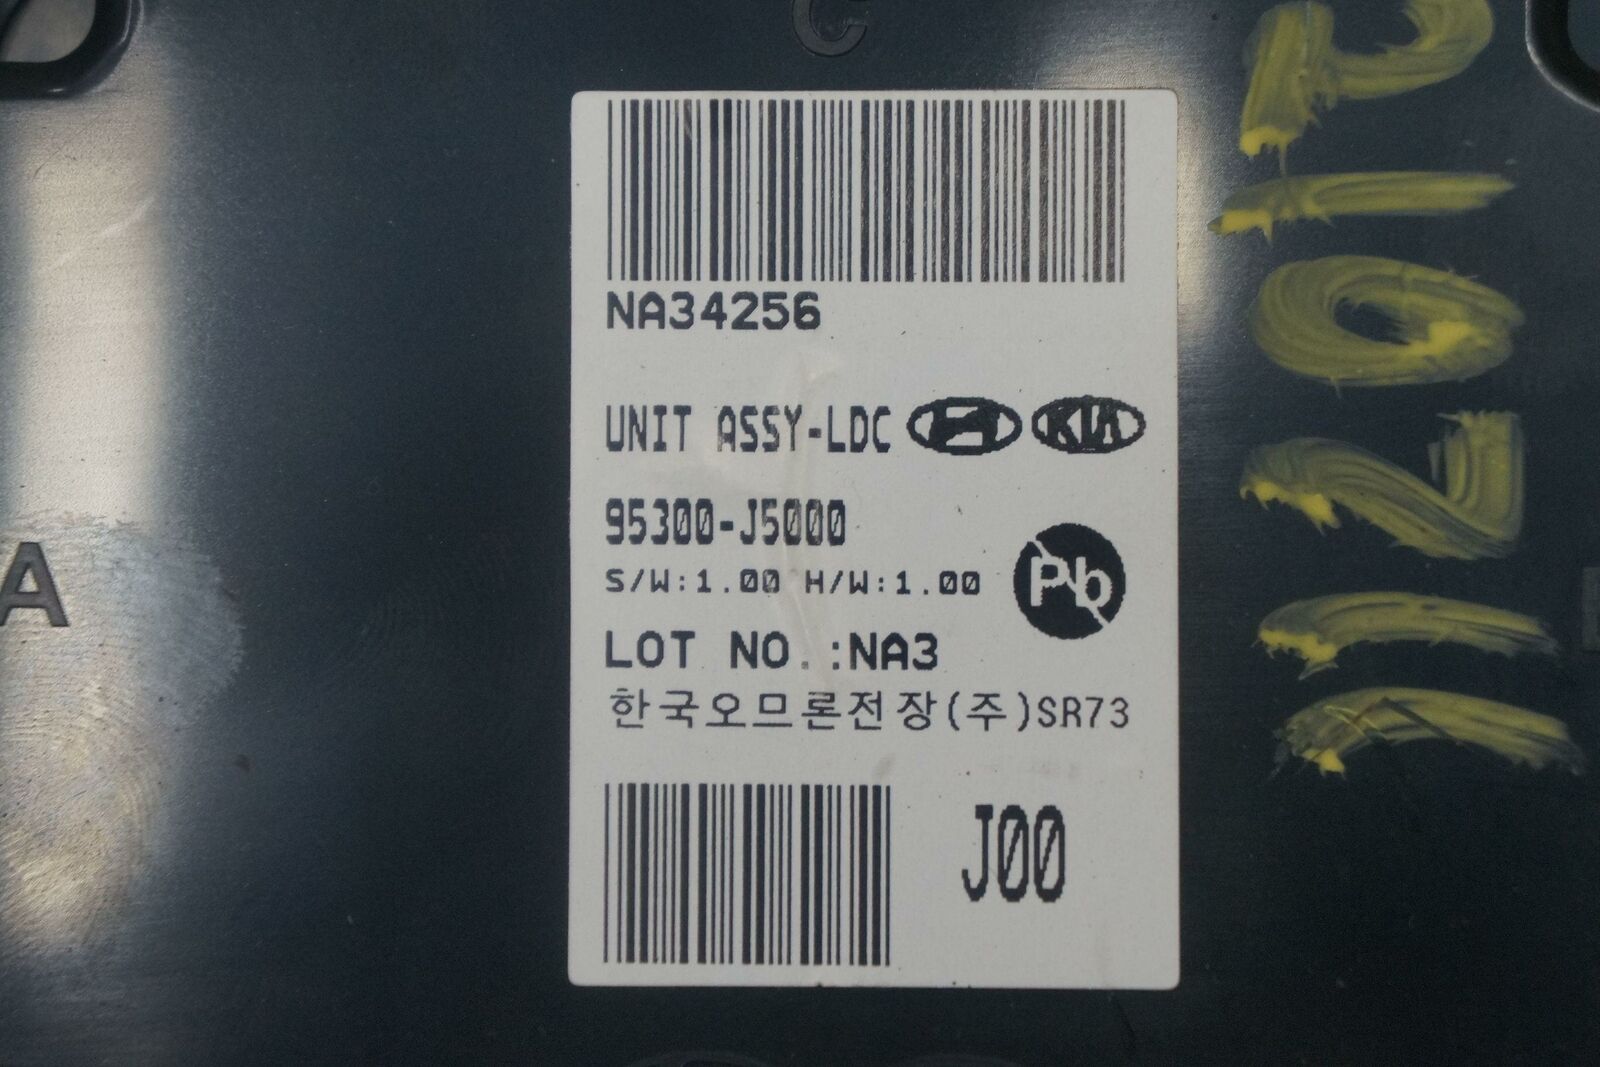 C
NA34256
UNIT ASSY-LDC KIA
95300-J5000
S/W:1.00 H/W:1.00
Pb
LOT NO.:NA3
한국오므론전장(주)SR73
J00
A